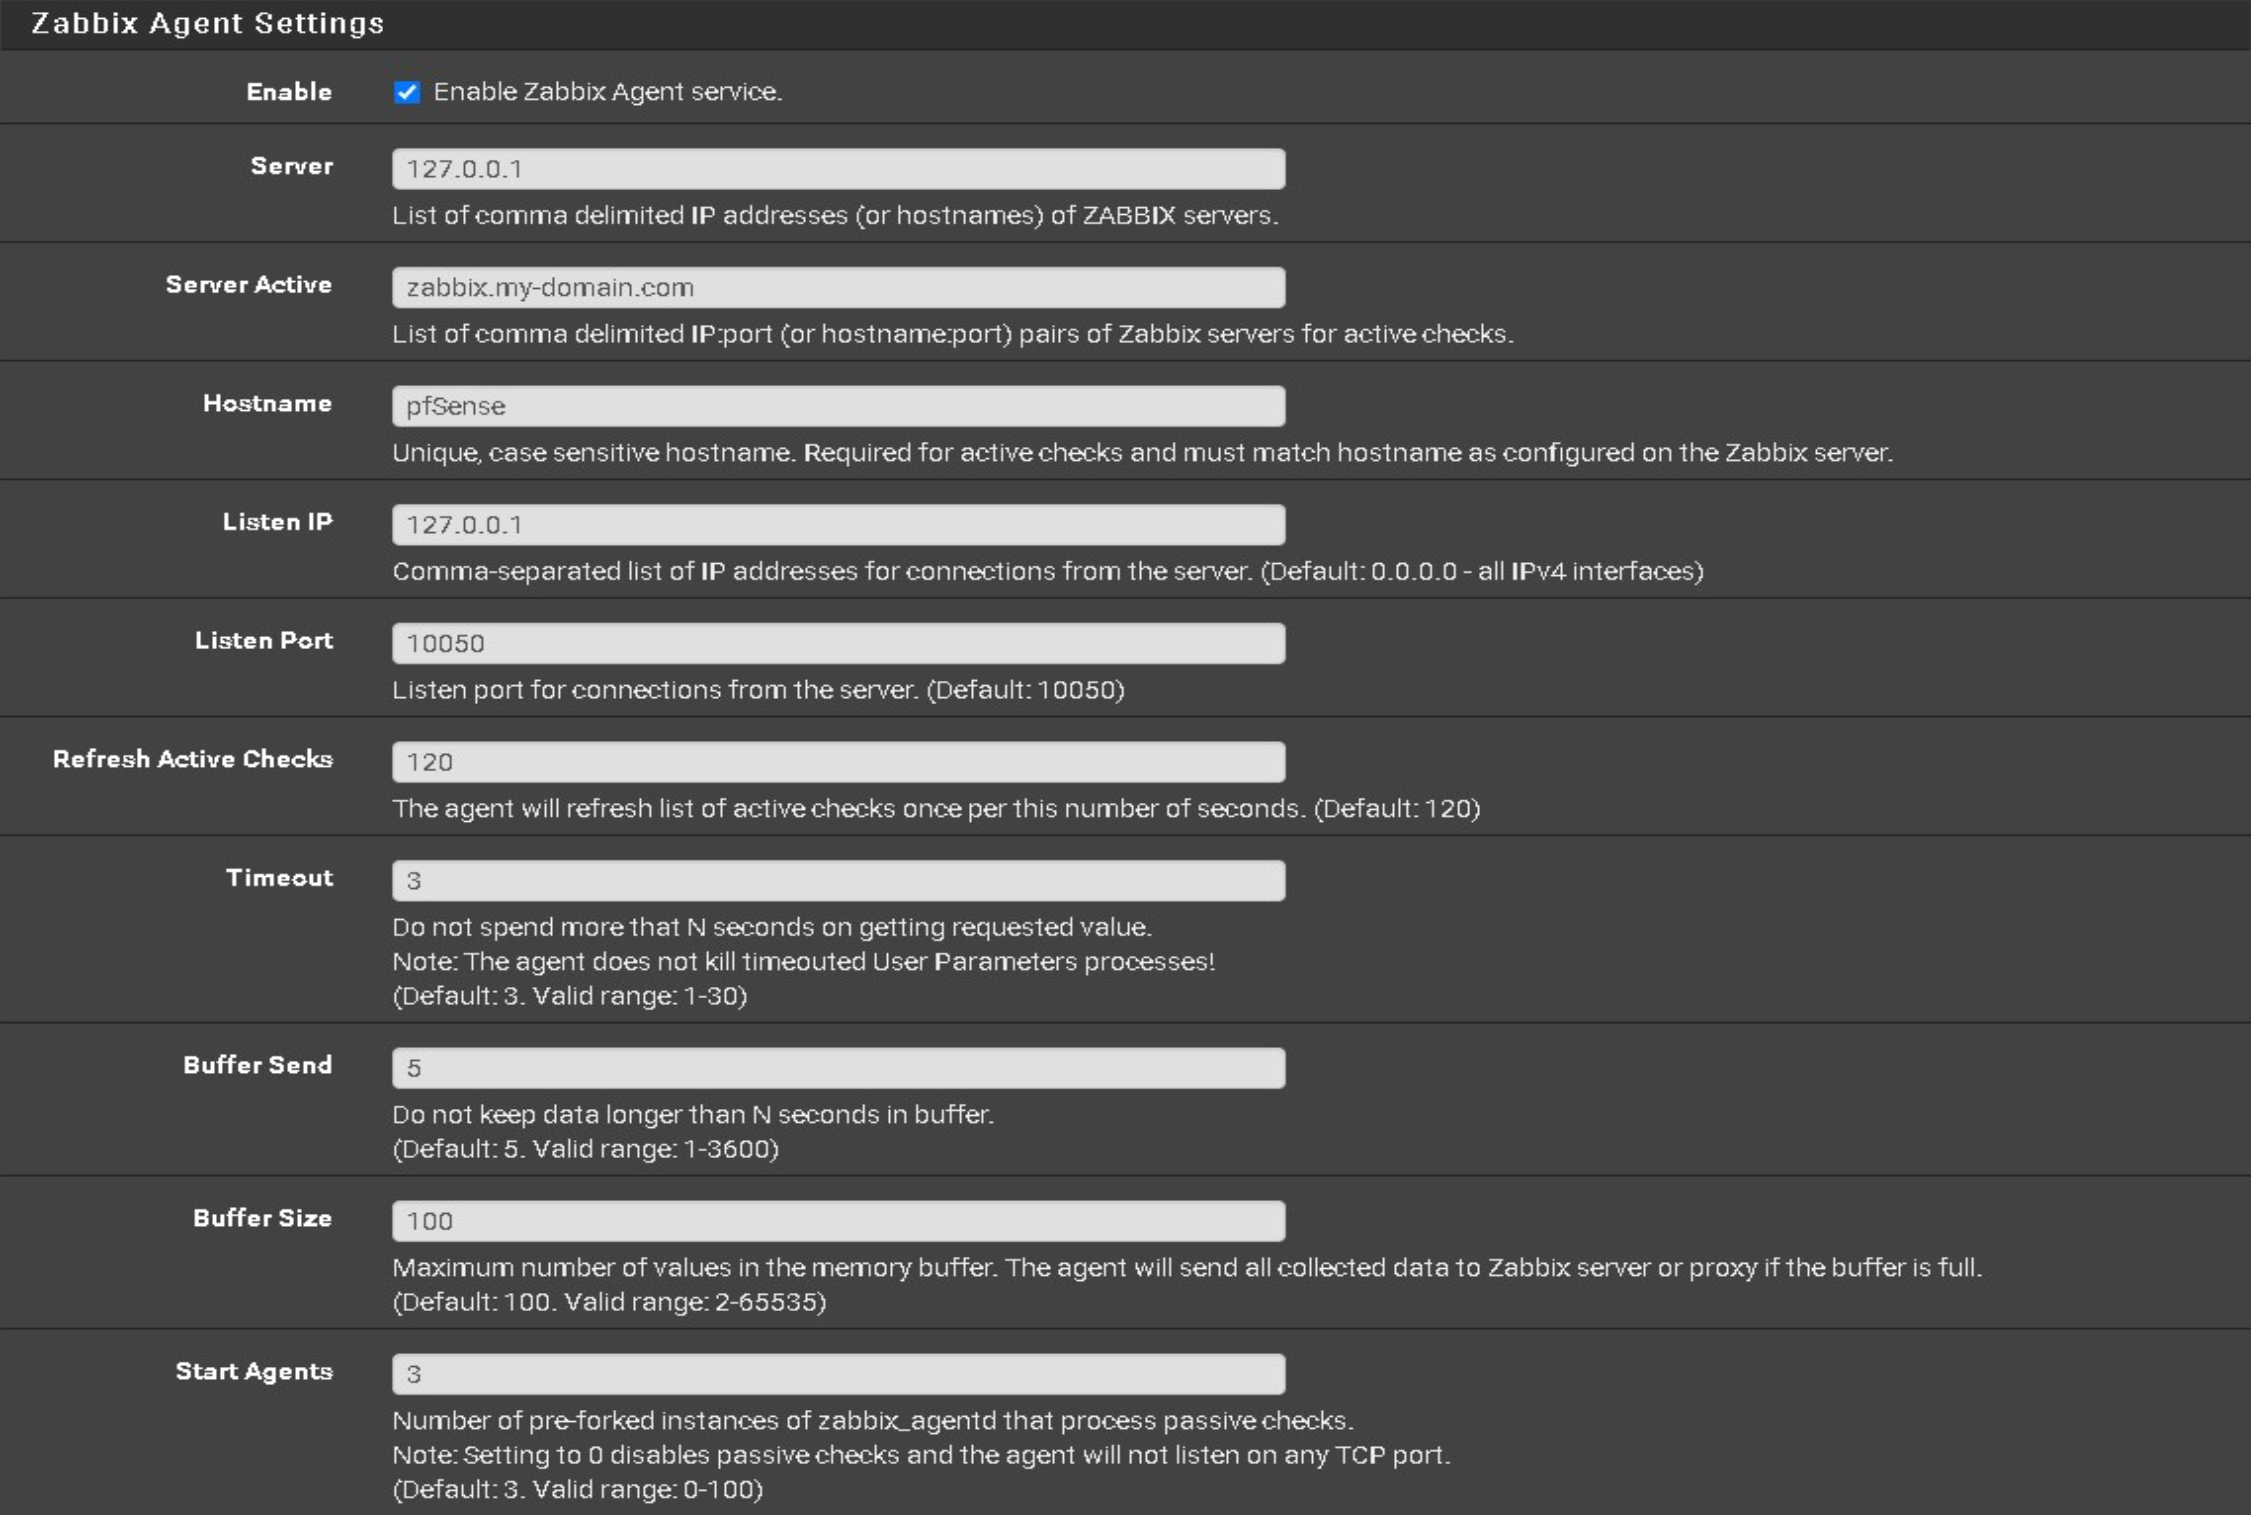 Zabbix Agent Settings
Enable
Enable Zabbix Agent service.
Server
127.0.0.1
List of comma delimited IP addresses (or hostnames) of ZABBIX servers.
Server Active
zabbix.my-domain.com
List of comma delimited IP:port (or hostname:port) pairs of Zabbix servers for active checks.
Hostname
pfSense
Unique, case sensitive hostname. Required for active checks and must match hostname as configured on the Zabbix server.
Listen IP
127.0.0.1
Comma-separated list of IP addresses for connections from the server. (Default: 0.0.0.0 - all IPv4 interfaces)
Listen Port
10050
Listen port for connections from the server. (Default: 10050)
Refresh Active Checks
120
The agent will refresh list of active checks once per this number of seconds. (Default: 120)
Timeout
3
Do not spend more that N seconds on getting requested value.
Note: The agent does not kill timeouted User Parameters processes!
(Default: 3. Valid range: 1-30)
Buffer Send
5
Do not keep data longer than N seconds in buffer.
(Default: 5. Valid range: 1-3600)
Buffer Size
100
Maximum number of values in the memory buffer. The agent will send all collected data to Zabbix server or proxy if the buffer is full.
(Default: 100. Valid range: 2-65535)
Start Agents
3
Number of pre-forked instances of zabbix_agentd that process passive checks.
Note: Setting to 0 disables passive checks and the agent will not listen on any TCP port.
(Default: 3. Valid range: 0-100)